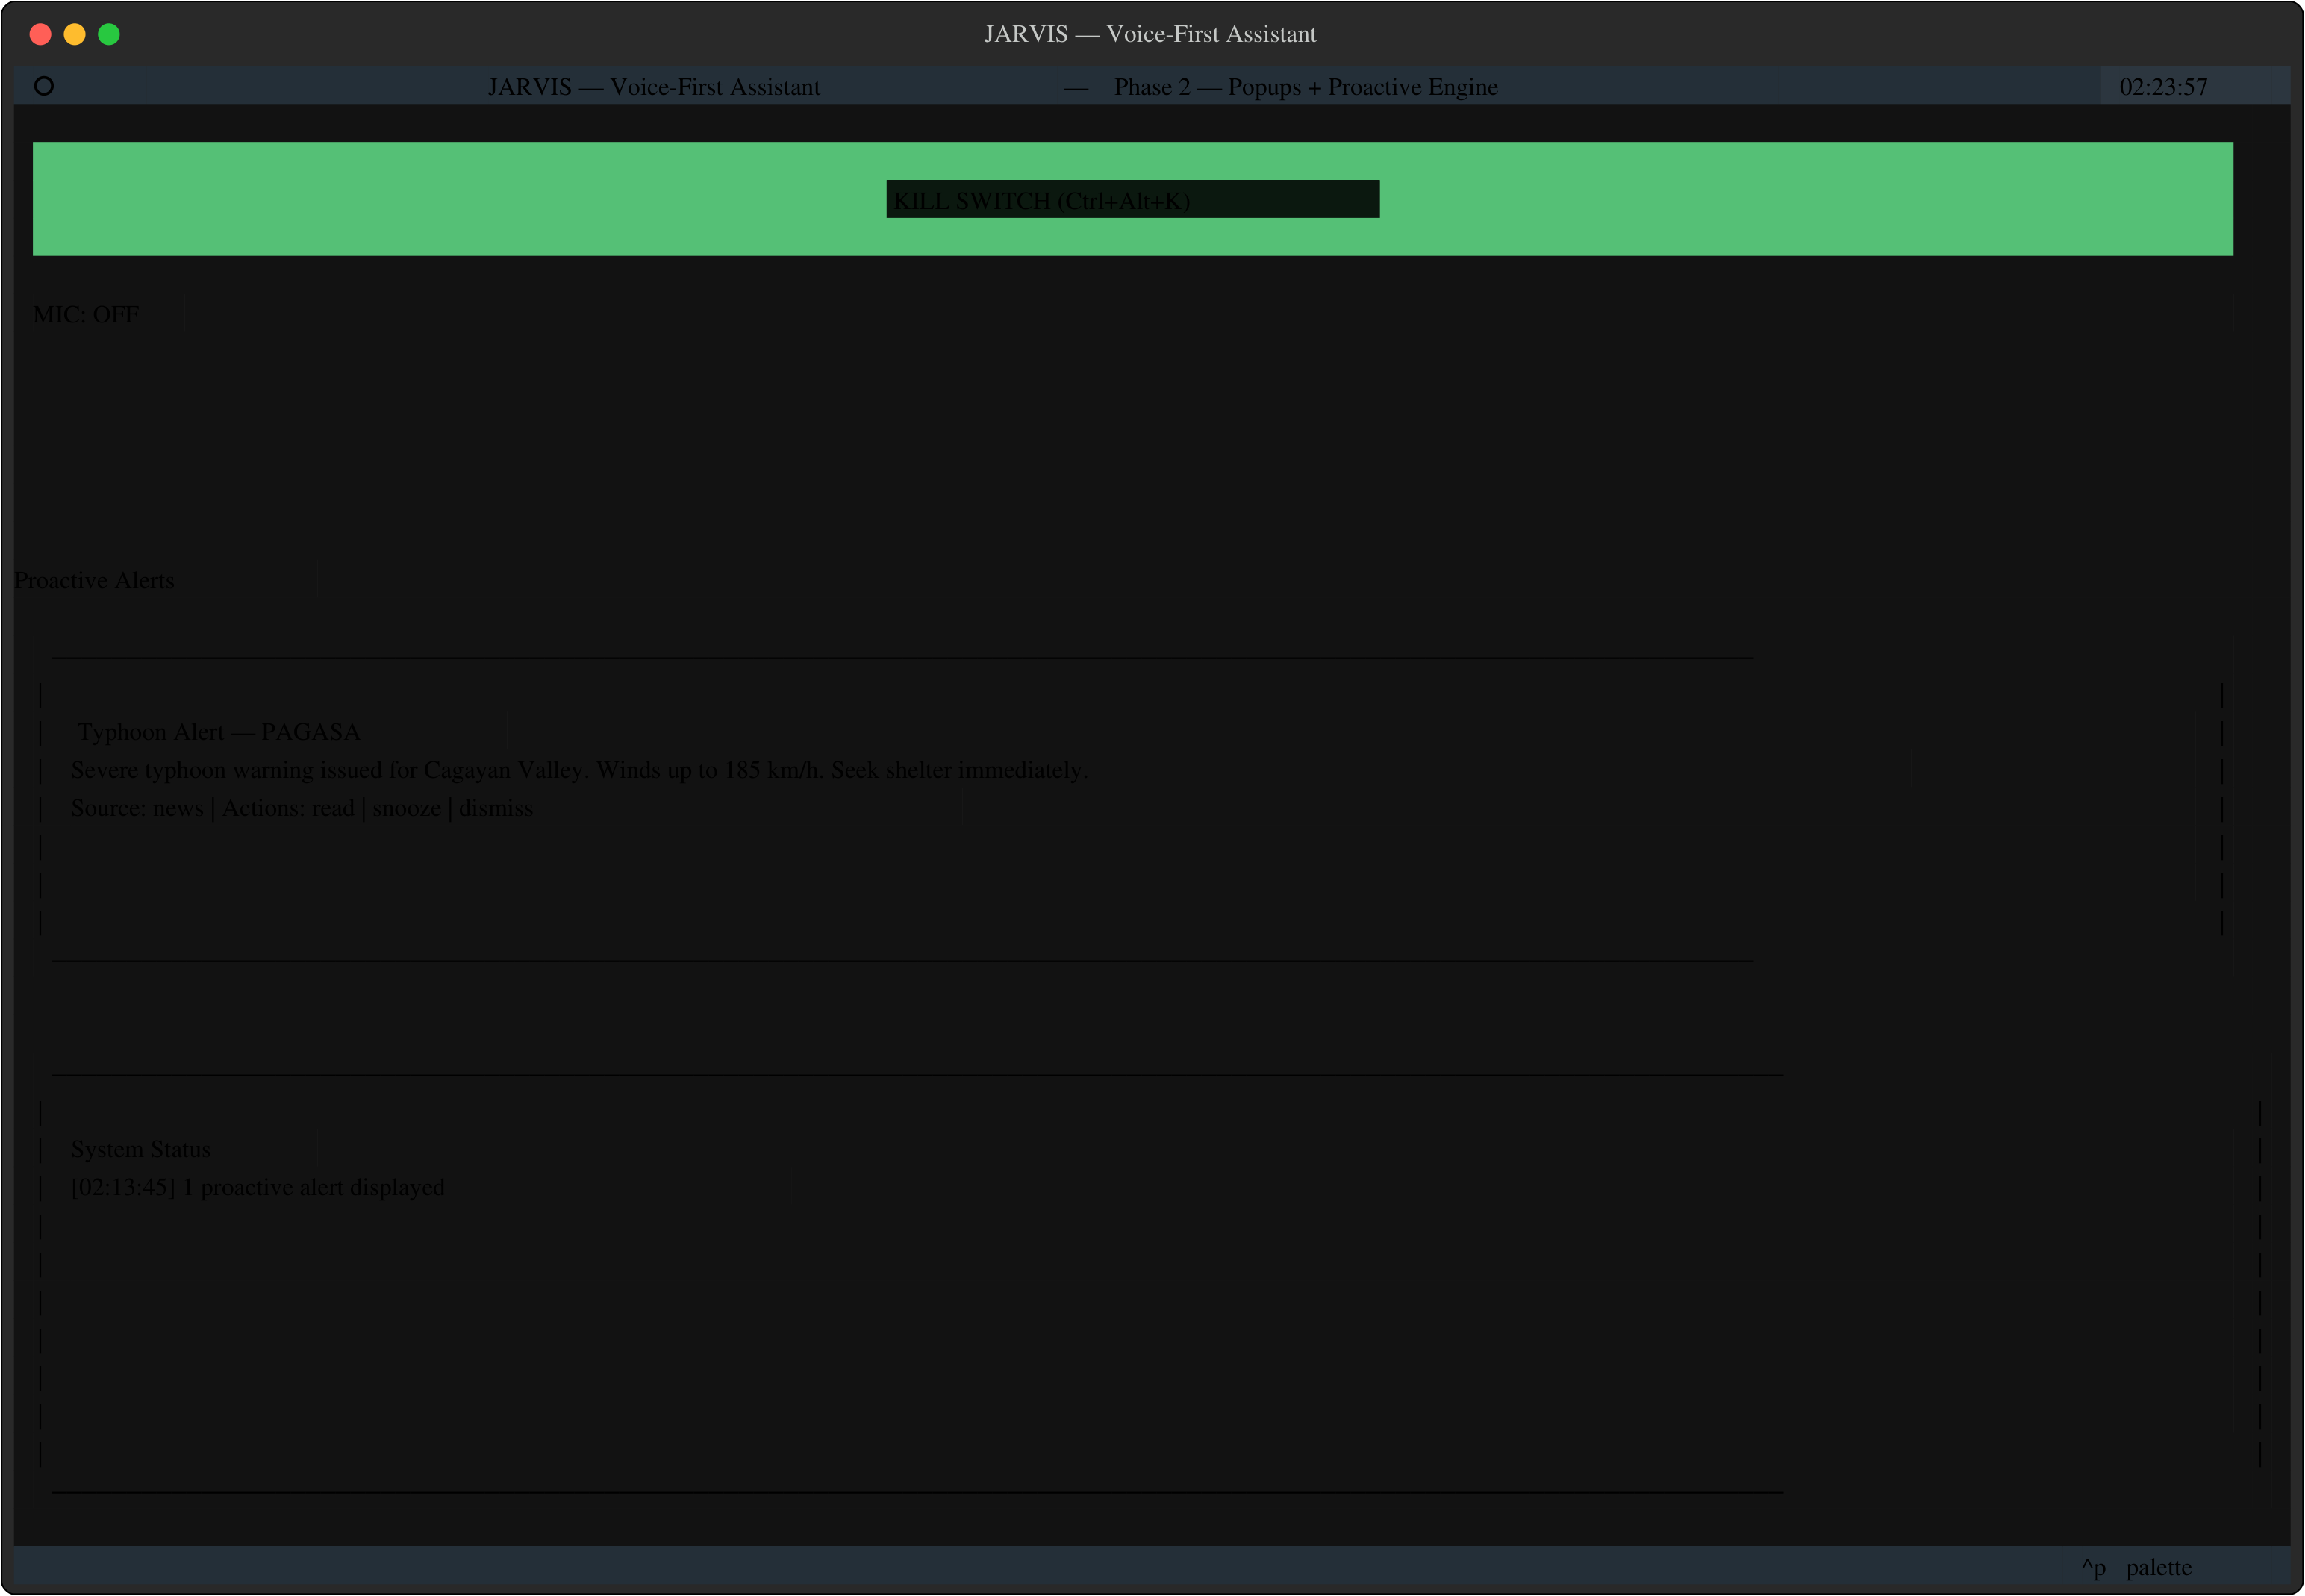 JARVIS — Voice-First Assistant
JARVIS — Voice-First Assistant — Phase 2 — Popups + Proactive Engine 02:23:57
KILL SWITCH (Ctrl+Alt+K)
MIC: OFF
Proactive Alerts
Typhoon Alert — PAGASA
Severe typhoon warning issued for Cagayan Valley. Winds up to 185 km/h. Seek shelter immediately.
Source: news | Actions: read | snooze | dismiss
System Status
[02:13:45] 1 proactive alert displayed
^p palette